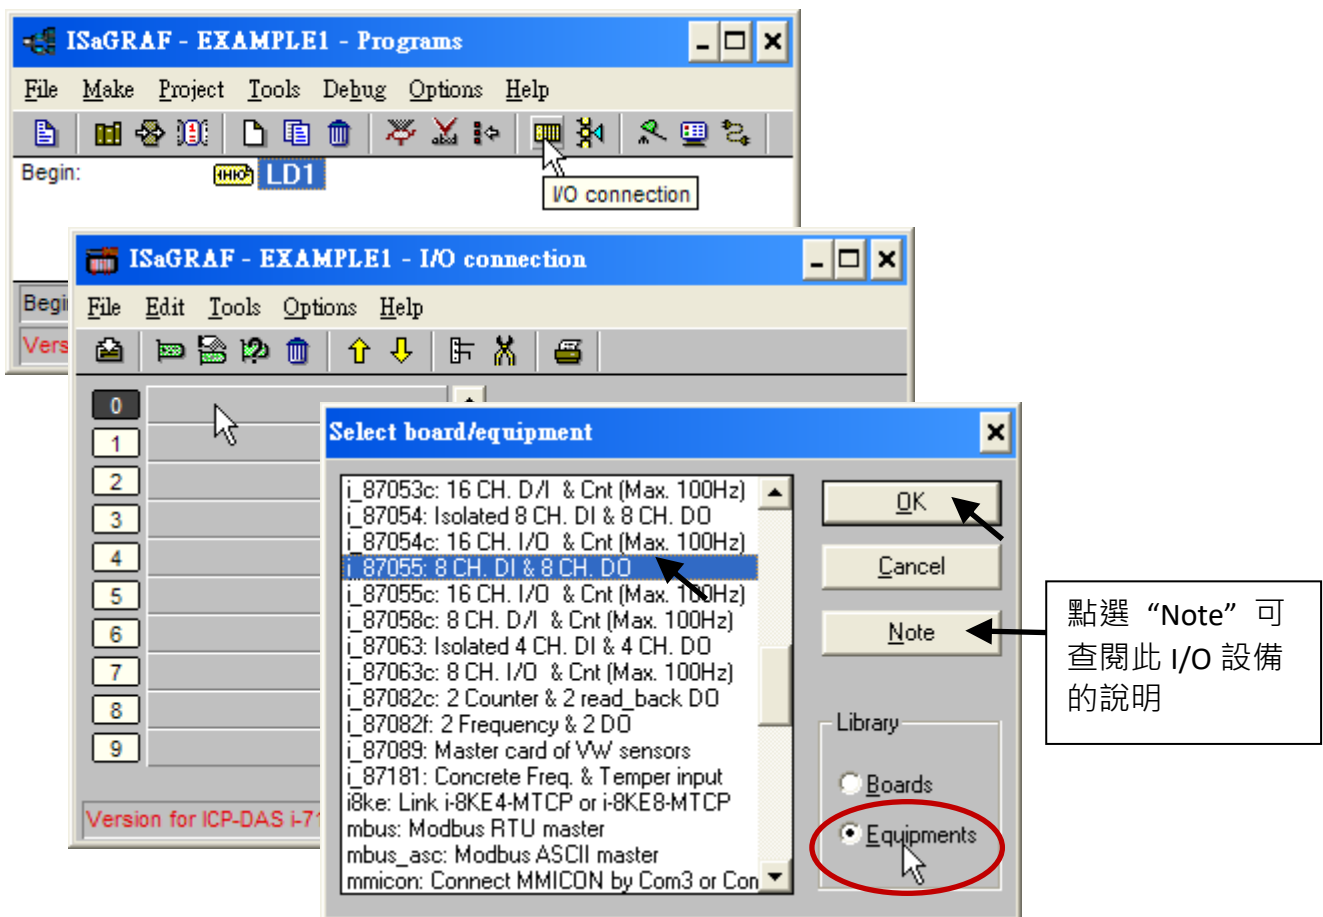 ISaGRAF - EXAMPLE1 - Programs
File Make Project Tools Debug Options Help
Begin: LD1
I/O connection
ISaGRAF - EXAMPLE1 - I/O connection
Begi
File Edit Tools Options Help
Vers
0
1
2
3
4
5
6
7
8
9
Version for ICP-DAS i-71
Select board/equipment
i_87053c: 16 CH. D/I & Cnt (Max. 100Hz)
i_87054: Isolated 8 CH. DI & 8 CH. DO
i_87054c: 16 CH. I/O & Cnt (Max. 100Hz)
i_87055: 8 CH. DI & 8 CH. DO
i_87055c: 16 CH. I/O & Cnt (Max. 100Hz)
i_87058c: 8 CH. D/I & Cnt (Max. 100Hz)
i_87063: Isolated 4 CH. DI & 4 CH. DO
i_87063c: 8 CH. I/O & Cnt (Max. 100Hz)
i_87082c: 2 Counter & 2 read_back DO
i_87082f: 2 Frequency & 2 DO
i_87089: Master card of VW sensors
i_87181: Concrete Freq. & Temper input
i8ke: Link i-8KE4-MTCP or i-8KE8-MTCP
mbus: Modbus RTU master
mbus_asc: Modbus ASCII master
mmicon: Connect MMICON by Com3 or Con
OK
Cancel
Note
Library
Boards
Equipments
點選 “Note” 可
查閱此 I/O 設備
的說明